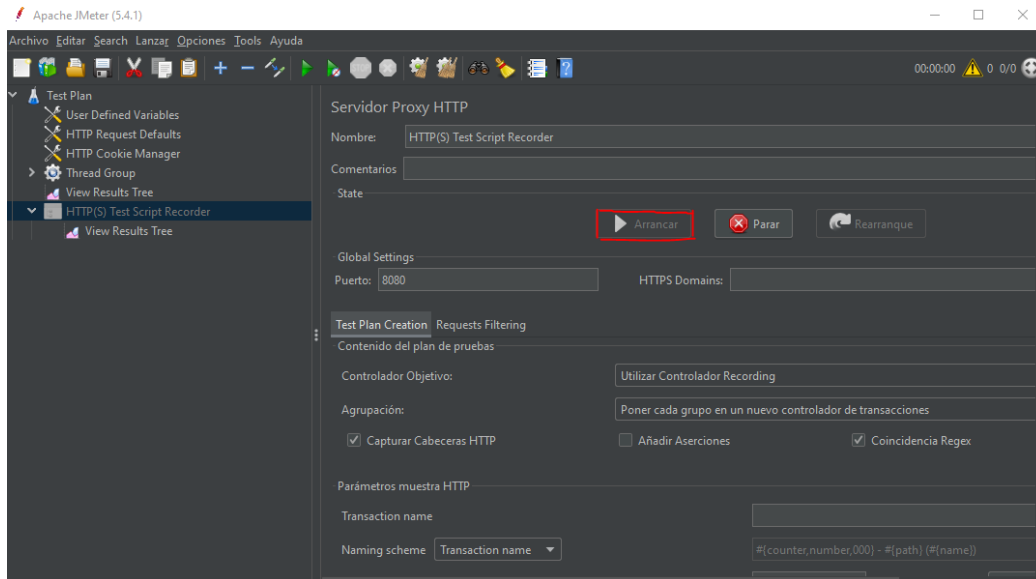 Apache JMeter (5.4.1)
Archivo Editar Search Lanzar Opciones Tools Ayuda
00:00:00 0 0/0
Test Plan
User Defined Variables
HTTP Request Defaults
HTTP Cookie Manager
Thread Group
View Results Tree
HTTP(S) Test Script Recorder
View Results Tree
Servidor Proxy HTTP
Nombre: HTTP(S) Test Script Recorder
Comentarios
State
Arrancar Parar Rearranque
Global Settings
Puerto: 8080 HTTPS Domains:
Test Plan Creation Requests Filtering
Contenido del plan de pruebas
Controlador Objetivo: Utilizar Controlador Recording
Agrupación: Poner cada grupo en un nuevo controlador de transacciones
Capturar Cabeceras HTTP Añadir Aserciones Coincidencia Regex
Parámetros muestra HTTP
Transaction name
Naming scheme Transaction name #{counter,number,000} - #{path} (#{name})